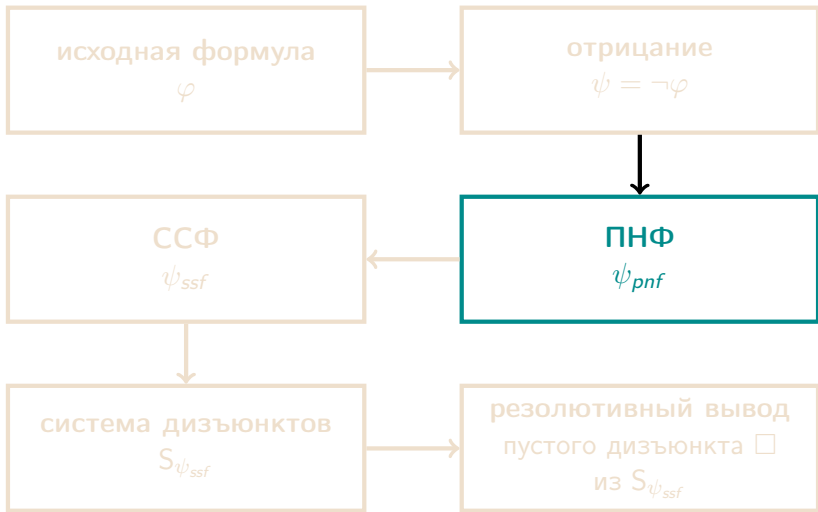 исходная формула
φ
отрицание
ψ = ¬φ
ССФ
ψ_ssf
ПНФ
ψ_pnf
система дизъюнктов
S_ψ_ssf
резолютивный вывод
пустого дизъюнкта □
из S_ψ_ssf